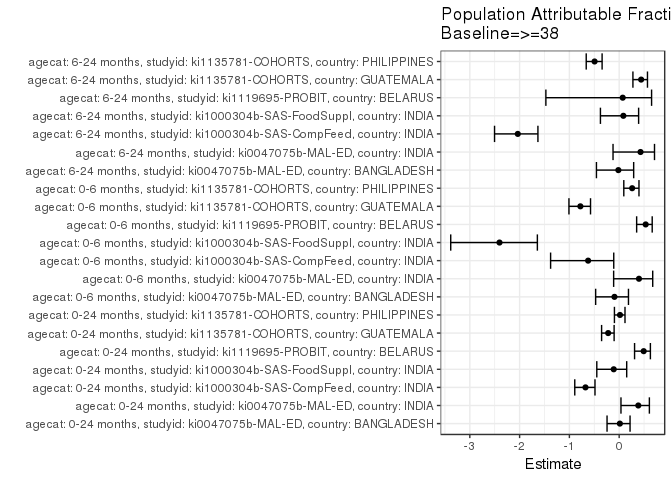 Population Attributable Fracti
Baseline=>=38
agecat: 6-24 months, studyid: ki1135781-COHORTS, country: PHILIPPINES
agecat: 6-24 months, studyid: ki1135781-COHORTS, country: GUATEMALA
agecat: 6-24 months, studyid: ki1119695-PROBIT, country: BELARUS
agecat: 6-24 months, studyid: ki1000304b-SAS-FoodSuppl, country: INDIA
agecat: 6-24 months, studyid: ki1000304b-SAS-CompFeed, country: INDIA
agecat: 6-24 months, studyid: ki0047075b-MAL-ED, country: INDIA
agecat: 6-24 months, studyid: ki0047075b-MAL-ED, country: BANGLADESH
agecat: 0-6 months, studyid: ki1135781-COHORTS, country: PHILIPPINES
agecat: 0-6 months, studyid: ki1135781-COHORTS, country: GUATEMALA
agecat: 0-6 months, studyid: ki1119695-PROBIT, country: BELARUS
agecat: 0-6 months, studyid: ki1000304b-SAS-FoodSuppl, country: INDIA
agecat: 0-6 months, studyid: ki1000304b-SAS-CompFeed, country: INDIA
agecat: 0-6 months, studyid: ki0047075b-MAL-ED, country: INDIA
agecat: 0-6 months, studyid: ki0047075b-MAL-ED, country: BANGLADESH
agecat: 0-24 months, studyid: ki1135781-COHORTS, country: PHILIPPINES
agecat: 0-24 months, studyid: ki1135781-COHORTS, country: GUATEMALA
agecat: 0-24 months, studyid: ki1119695-PROBIT, country: BELARUS
agecat: 0-24 months, studyid: ki1000304b-SAS-FoodSuppl, country: INDIA
agecat: 0-24 months, studyid: ki1000304b-SAS-CompFeed, country: INDIA
agecat: 0-24 months, studyid: ki0047075b-MAL-ED, country: INDIA
agecat: 0-24 months, studyid: ki0047075b-MAL-ED, country: BANGLADESH
-3 -2 -1 0
Estimate